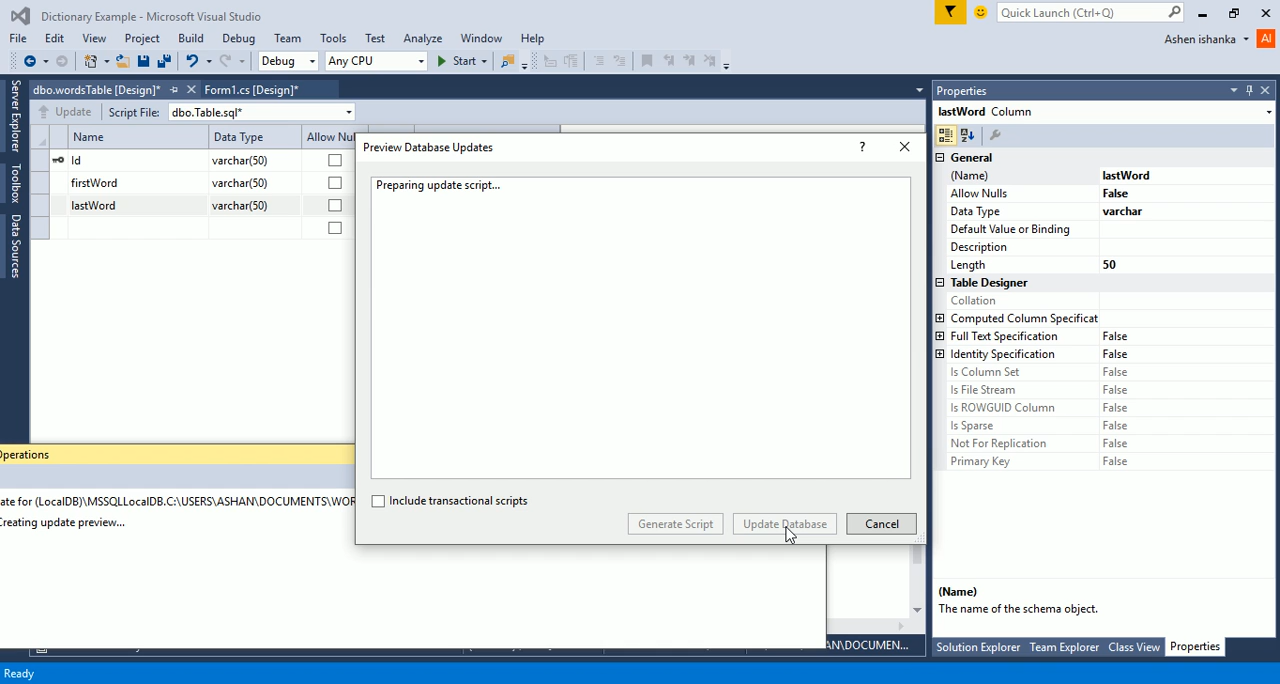 Dictionary Example - Microsoft Visual Studio
Quick Launch (Ctrl+Q)
File Edit View Project Build Debug Team Tools Test Analyze Window Help
Ashen ishanka AI
Debug Any CPU Start
dbo.wordsTable [Design]* Form1.cs [Design]*
Update Script File: dbo.Table.sql*
Server Explorer
Toolbox
Data Sources
Name Data Type Allow Nul
Id varchar(50)
firstWord varchar(50)
lastWord varchar(50)
Preview Database Updates ?
Preparing update script...
Include transactional scripts
Generate Script Update Database Cancel
Operations
ate for (LocalDB)\MSSQLLocalDB.C:\USERS\ASHAN\DOCUMENTS\WOR
Creating update preview...
AN\DOCUMEN...
Properties
lastWord Column
General
(Name) lastWord
Allow Nulls False
Data Type varchar
Default Value or Binding
Description
Length 50
Table Designer
Collation
Computed Column Specificat
Full Text Specification False
Identity Specification False
Is Column Set False
Is File Stream False
Is ROWGUID Column False
Is Sparse False
Not For Replication False
Primary Key False
(Name)
The name of the schema object.
Solution Explorer Team Explorer Class View Properties
Ready